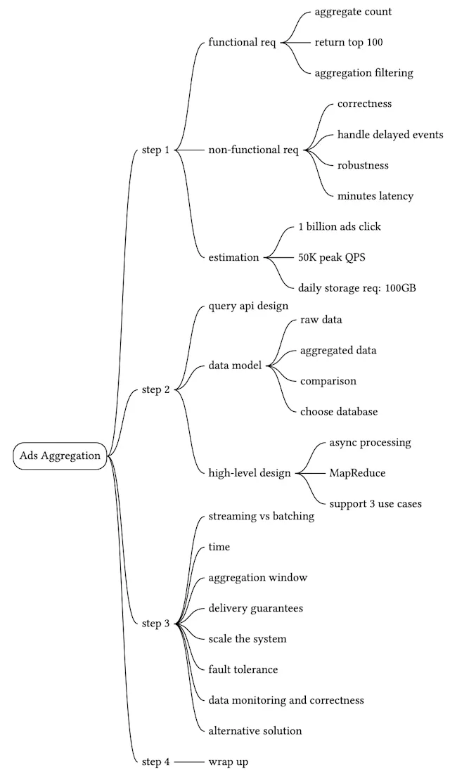 Ads Aggregation
step 1
functional req
aggregate count
return top 100
aggregation filtering
non-functional req
correctness
handle delayed events
robustness
minutes latency
estimation
1 billion ads click
50K peak QPS
daily storage req: 100GB
step 2
query api design
data model
raw data
aggregated data
comparison
choose database
high-level design
async processing
MapReduce
support 3 use cases
step 3
streaming vs batching
time
aggregation window
delivery guarantees
scale the system
fault tolerance
data monitoring and correctness
alternative solution
step 4
wrap up